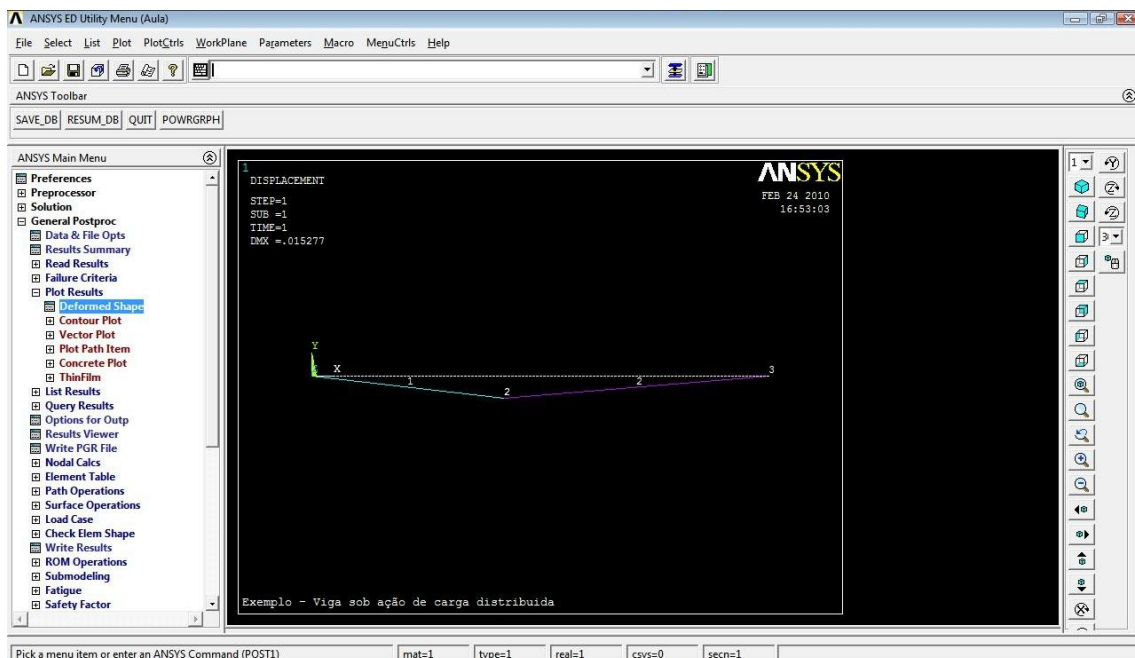 ANSYS ED Utility Menu (Aula)
File Select List Plot PlotCtrls WorkPlane Parameters Macro MenuCtrls Help
ANSYS Toolbar
SAVE_DB RESUM_DB QUIT POWRGRPH
ANSYS Main Menu
Preferences
Preprocessor
Solution
General Postproc
Data & File Opts
Results Summary
Read Results
Failure Criteria
Plot Results
Deformed Shape
Contour Plot
Vector Plot
Plot Path Item
Concrete Plot
ThinFilm
List Results
Query Results
Options for Outp
Results Viewer
Write PGR File
Nodal Calcs
Element Table
Path Operations
Surface Operations
Load Case
Check Elem Shape
Write Results
ROM Operations
Submodeling
Fatigue
Safety Factor
1
DISPLACEMENT
STEP=1
SUB =1
TIME=1
DMX =.015277
ANSYS
FEB 24 2010
16:53:03
Y
X
1
2
2
3
Exemplo - Viga sob ação de carga distribuida
1
Pick a menu item or enter an ANSYS Command (POST1)
mat=1
type=1
real=1
csys=0
secn=1